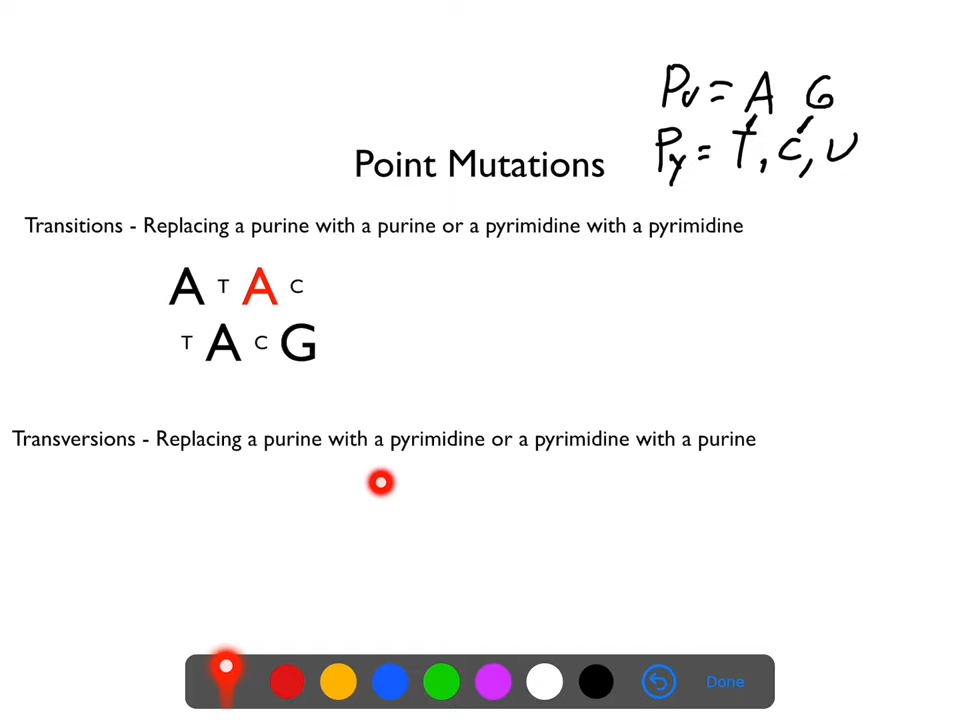 Pu = A G
Py = T, C, U
Point Mutations
Transitions - Replacing a purine with a purine or a pyrimidine with a pyrimidine
A T A C
T A C G
Transversions - Replacing a purine with a pyrimidine or a pyrimidine with a purine
Done